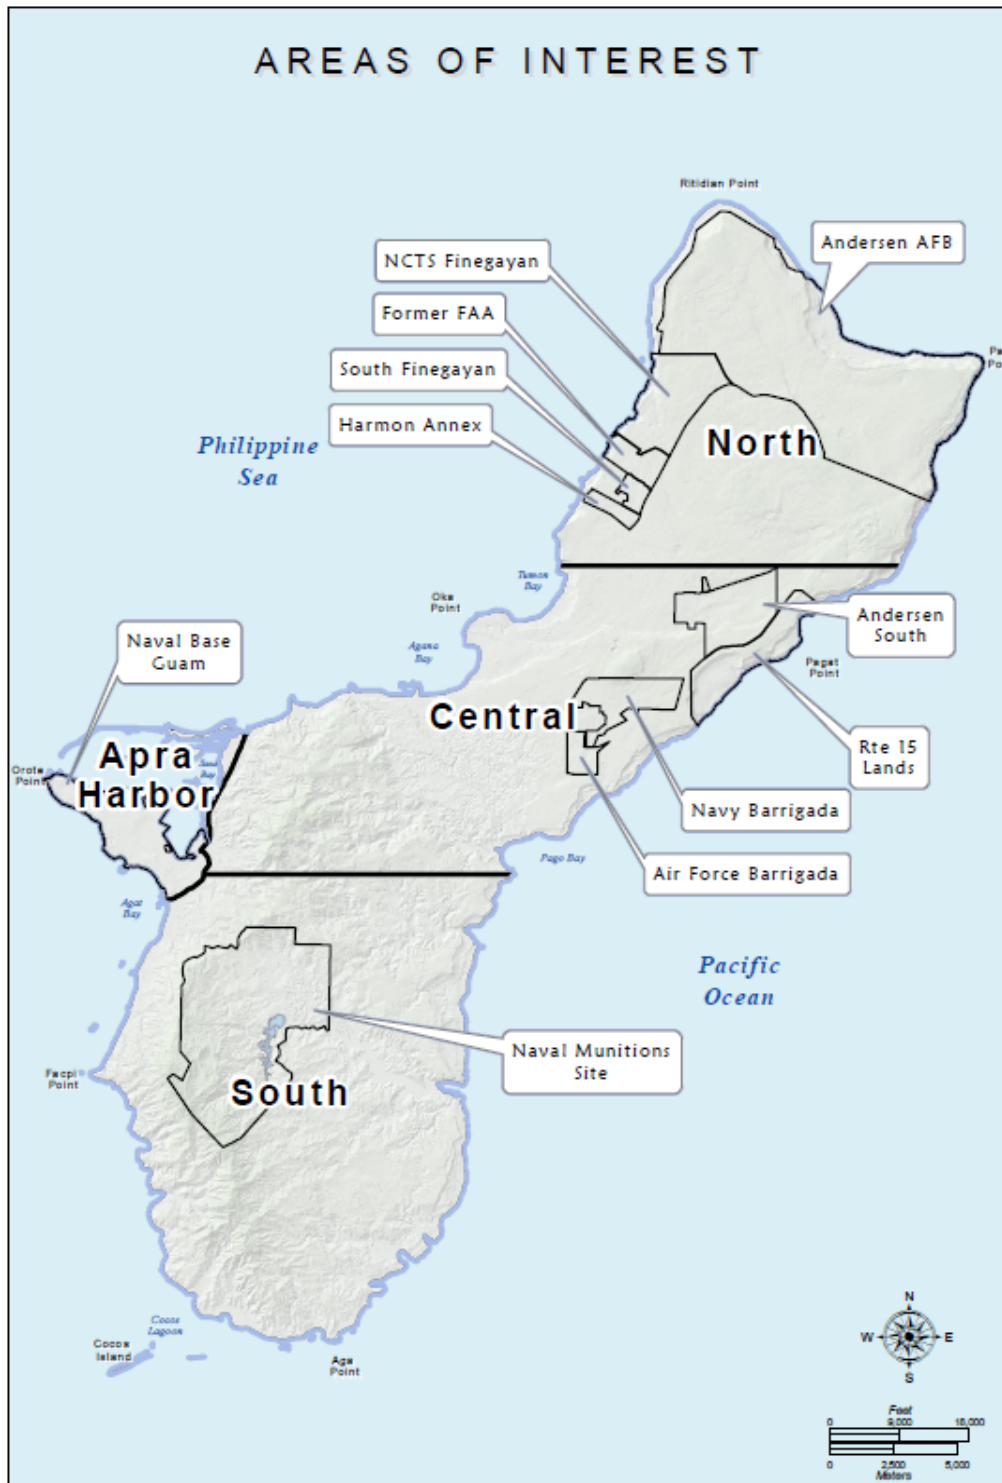 AREAS OF INTEREST
Ritidian Point
Andersen AFB
NCTS Finegayan
Former FAA
South Finegayan
Harmon Annex
Philippine
Sea
North
Tumon
Bay
Oka
Point
Agana
Bay
Andersen
South
Pagat
Point
Naval Base
Guam
Central
Rte 15
Lands
Apra
Harbor
Orote
Point
Bay
Navy Barrigada
Air Force Barrigada
Pago Bay
Agat
Bay
Pacific
Ocean
Naval Munitions
Site
Facpi
Point
South
Cocos
Lagoon
Cocos
Island
Aga
Point
N
W
E
S
Feet
0 9,000 18,000
0 2,500 5,000
Meters